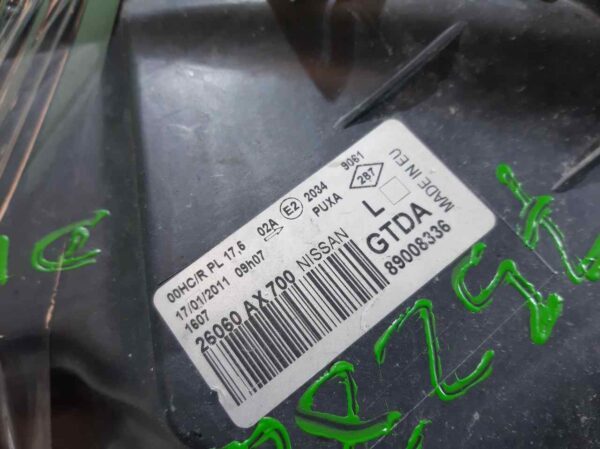 00HC/R PL 17.5 02A E2 2034 9061
17/01/2011 09h07 PUXA 287
1607
26060 AX700 NISSAN L
GTDA MADE IN EU
89008336